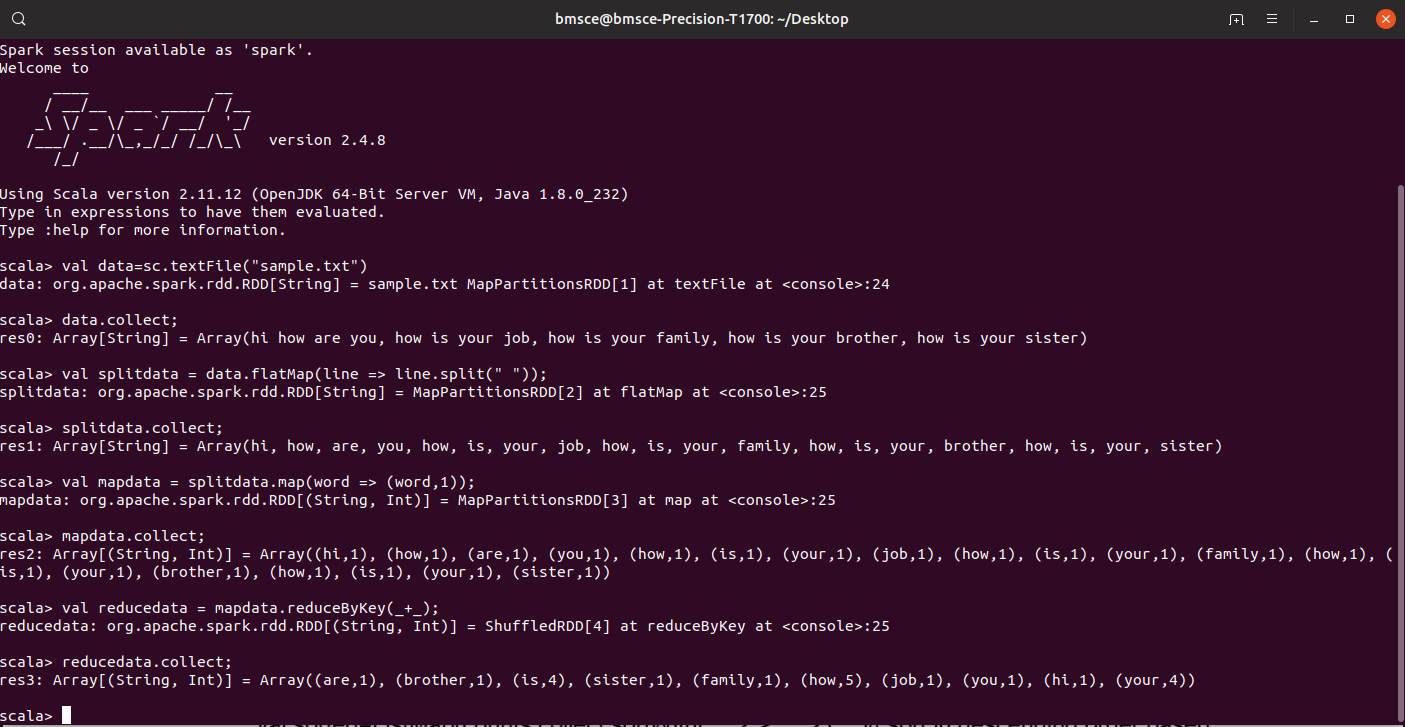 bmsce@bmsce-Precision-T1700: ~/Desktop
Spark session available as 'spark'.
Welcome to
      ____              __
     / __/__  ___ _____/ /__
    _\ \/ _ \/ _ `/ __/  '_/
   /___/ .__/\_,_/_/ /_/\_\   version 2.4.8
      /_/
Using Scala version 2.11.12 (OpenJDK 64-Bit Server VM, Java 1.8.0_232)
Type in expressions to have them evaluated.
Type :help for more information.
scala> val data=sc.textFile("sample.txt")
data: org.apache.spark.rdd.RDD[String] = sample.txt MapPartitionsRDD[1] at textFile at <console>:24
scala> data.collect;
res0: Array[String] = Array(hi how are you, how is your job, how is your family, how is your brother, how is your sister)
scala> val splitdata = data.flatMap(line => line.split(" "));
splitdata: org.apache.spark.rdd.RDD[String] = MapPartitionsRDD[2] at flatMap at <console>:25
scala> splitdata.collect;
res1: Array[String] = Array(hi, how, are, you, how, is, your, job, how, is, your, family, how, is, your, brother, how, is, your, sister)
scala> val mapdata = splitdata.map(word => (word,1));
mapdata: org.apache.spark.rdd.RDD[(String, Int)] = MapPartitionsRDD[3] at map at <console>:25
scala> mapdata.collect;
res2: Array[(String, Int)] = Array((hi,1), (how,1), (are,1), (you,1), (how,1), (is,1), (your,1), (job,1), (how,1), (is,1), (your,1), (family,1), (how,1), (
is,1), (your,1), (brother,1), (how,1), (is,1), (your,1), (sister,1))
scala> val reducedata = mapdata.reduceByKey(_+_);
reducedata: org.apache.spark.rdd.RDD[(String, Int)] = ShuffledRDD[4] at reduceByKey at <console>:25
scala> reducedata.collect;
res3: Array[(String, Int)] = Array((are,1), (brother,1), (is,4), (sister,1), (family,1), (how,5), (job,1), (you,1), (hi,1), (your,4))
scala>